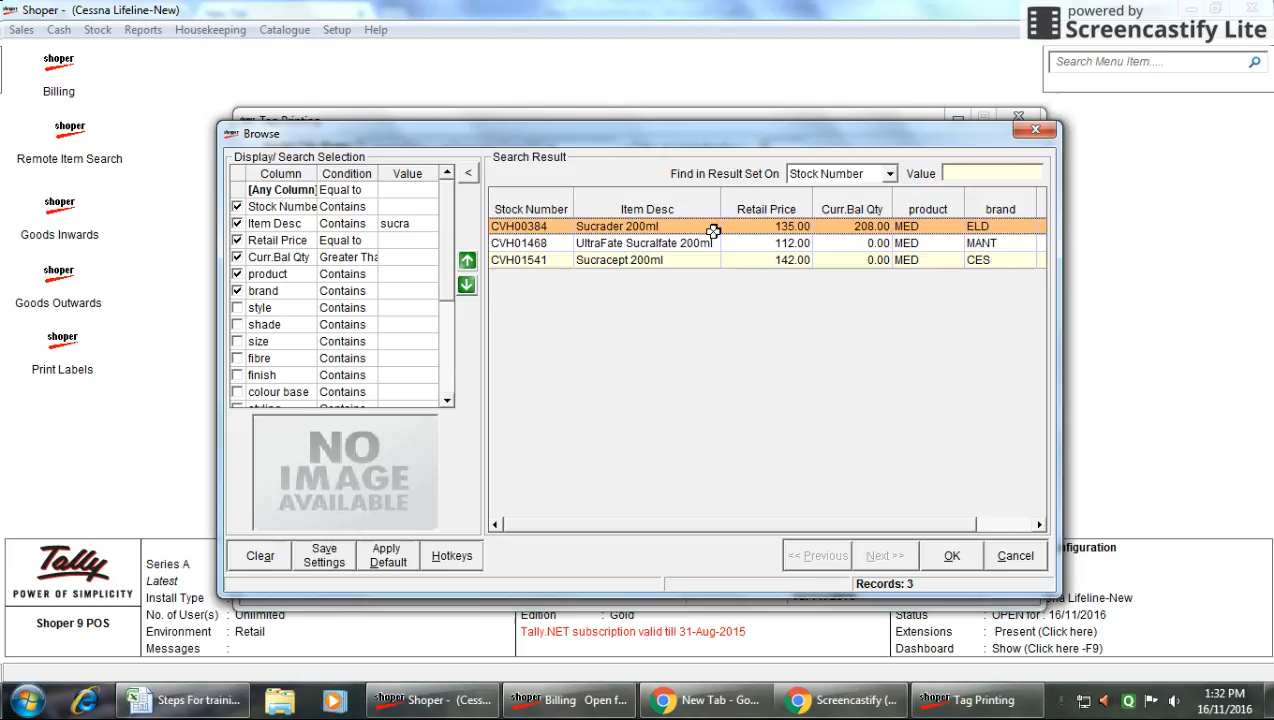 Shoper - (Cessna Lifeline-New)
powered by
Screencastify Lite
Sales Cash Stock Reports Housekeeping Catalogue Setup Help
Search Menu Item.....
shoper
Billing
shoper
Remote Item Search
shoper
Goods Inwards
shoper
Goods Outwards
shoper
Print Labels
shoper Browse
Display/ Search Selection
Column Condition Value
[Any Column] Equal to
Stock Numbe Contains
Item Desc Contains sucra
Retail Price Equal to
Curr.Bal Qty Greater Tha
product Contains
brand Contains
style Contains
shade Contains
size Contains
fibre Contains
finish Contains
colour base Contains
<
NO
IMAGE
AVAILABLE
Search Result
Find in Result Set On Stock Number Value
Stock Number Item Desc Retail Price Curr.Bal Qty product brand
CVH00384 Sucrader 200ml 135.00 208.00 MED ELD
CVH01468 UltraFate Sucralfate 200ml 112.00 0.00 MED MANT
CVH01541 Sucracept 200ml 142.00 0.00 MED CES
Clear Save Settings Apply Default Hotkeys << Previous Next >> OK Cancel
Records: 3
Tally
POWER OF SIMPLICITY
Shoper 9 POS
Series A
Latest
Install Type
No. of User(s) : Unlimited
Environment : Retail
Messages :
Edition : Gold
Tally.NET subscription valid till 31-Aug-2015
nfiguration
na Lifeline-New
Status : OPEN for : 16/11/2016
Extensions : Present (Click here)
Dashboard : Show (Click here -F9)
Steps For traini... Shoper - (Cess... Billing Open f... New Tab - Go... Screencastify (... Tag Printing
1:32 PM
16/11/2016